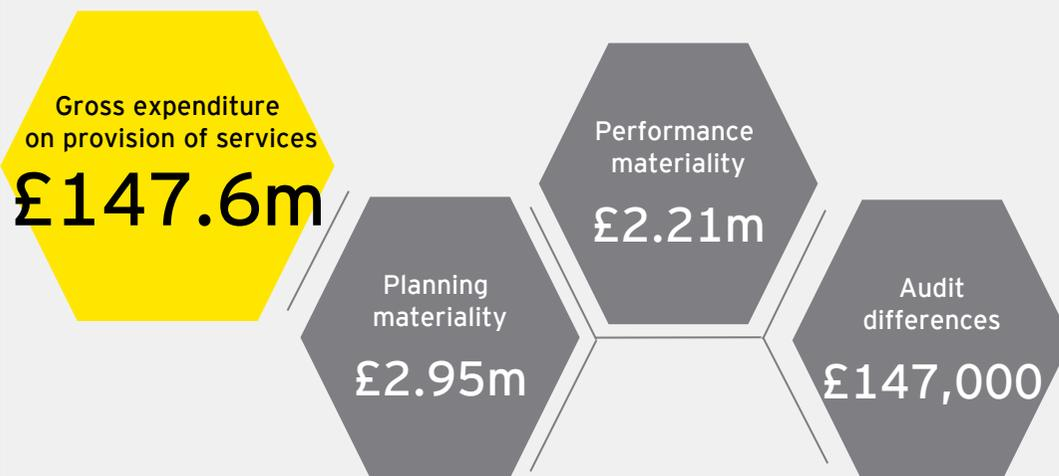 Gross expenditure
on provision of services
£147.6m
Planning
materiality
£2.95m
Performance
materiality
£2.21m
Audit
differences
£147,000